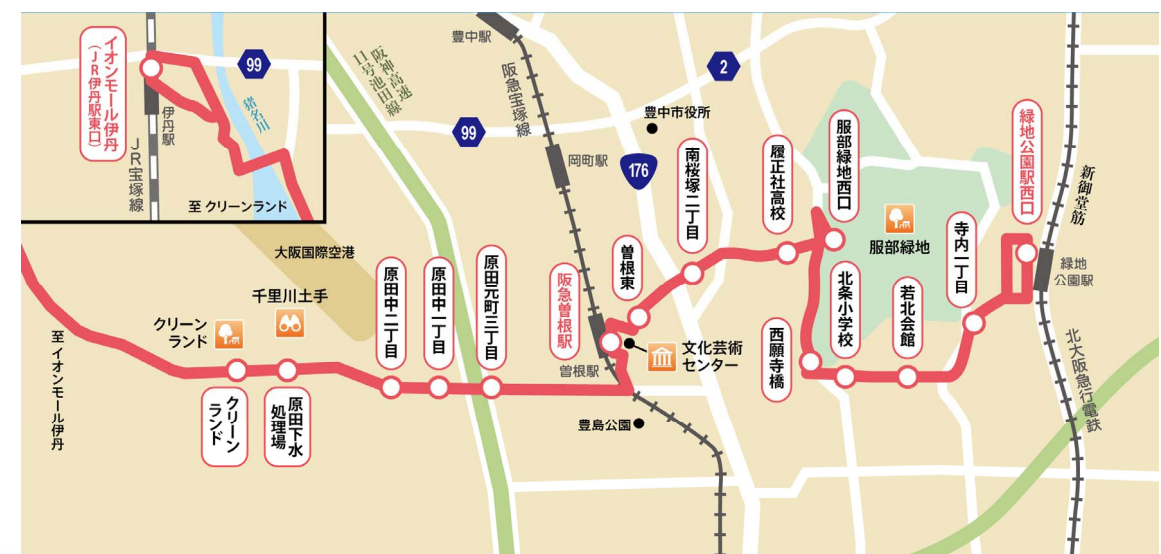 イオンモール伊丹
（ＪＲ伊丹駅東口）
99
猪名川
伊丹駅
ＪＲ宝塚線
至 クリーンランド
阪神高速
11号池田線
豊中駅
阪急宝塚線
2
99
豊中市役所
岡町駅
176
南桜塚二丁目
履正社高校
服部緑地西口
緑地公園駅西口
新御堂筋
服部緑地
寺内一丁目
緑地
公園駅
大阪国際空港
千里川土手
クリーン
ランド
原田中二丁目
原田中一丁目
原田元町三丁目
阪急曽根駅
曽根東
文化芸術
センター
曽根駅
西願寺橋
北条小学校
若北会館
北大阪急行電鉄
至 イオンモール伊丹
クリーン
ランド
原田下水
処理場
豊島公園